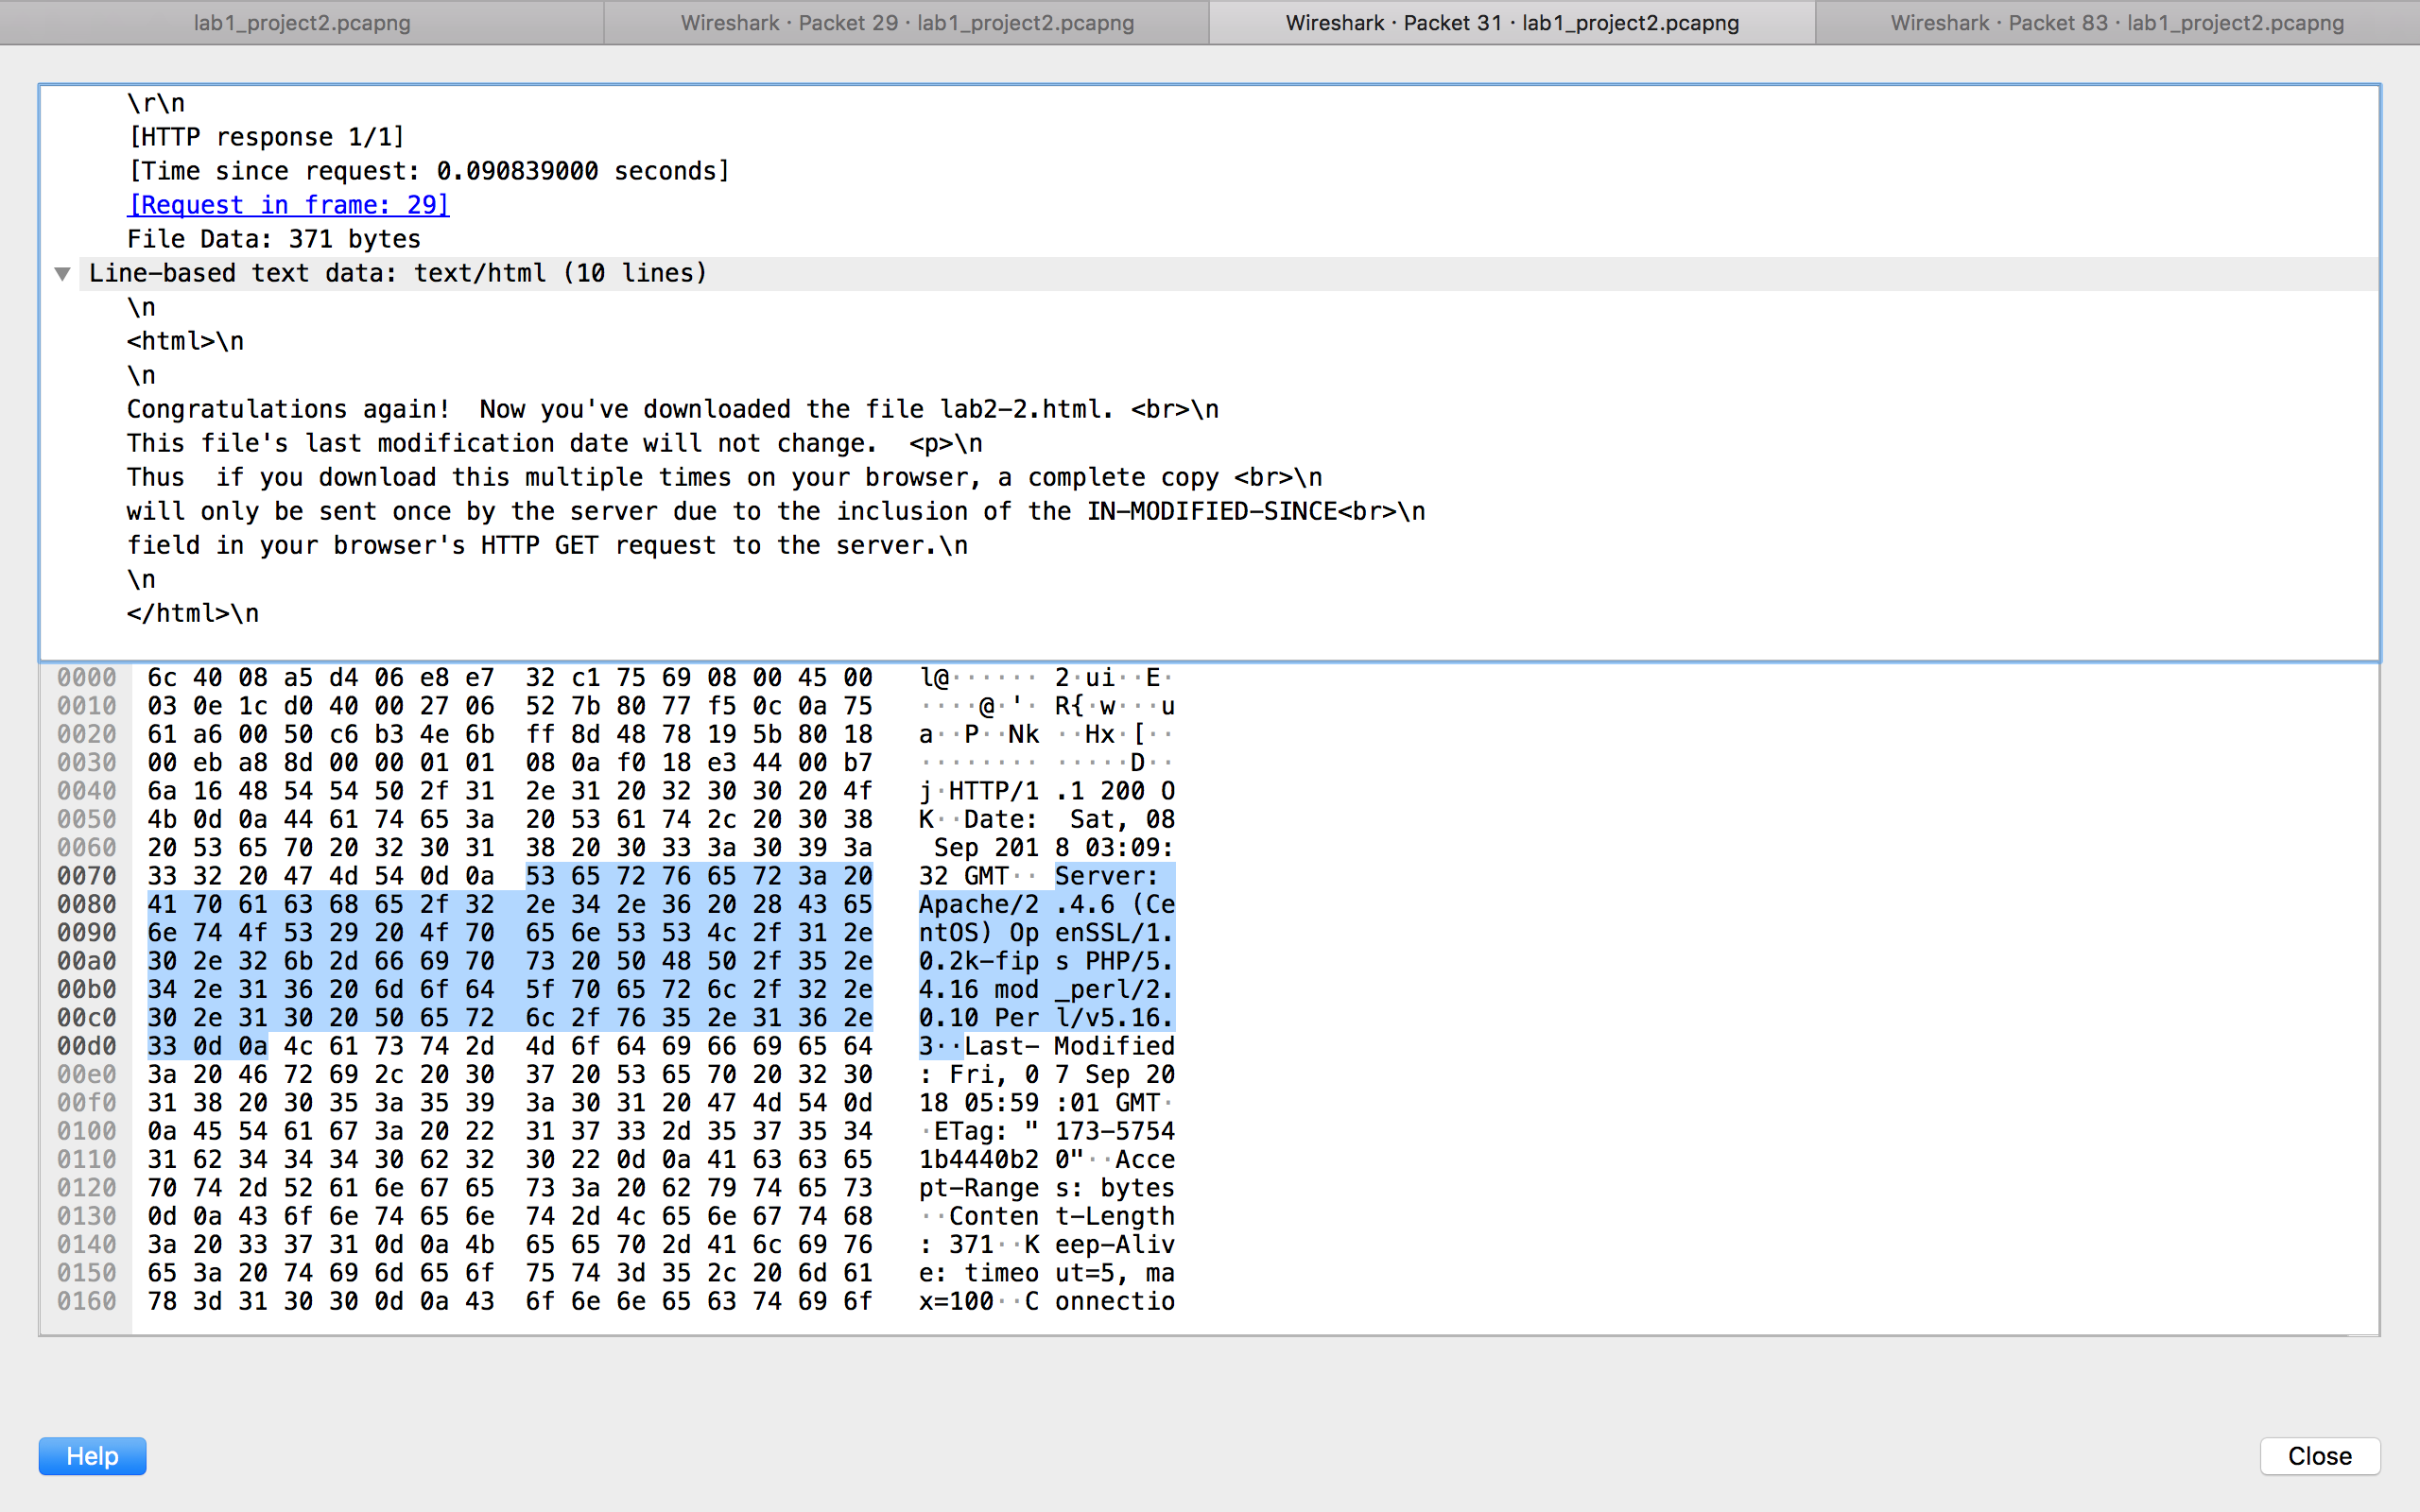 lab1_project2.pcapng
Wireshark · Packet 29 · lab1_project2.pcapng
Wireshark · Packet 31 · lab1_project2.pcapng
Wireshark · Packet 83 · lab1_project2.pcapng
\r\n
[HTTP response 1/1]
[Time since request: 0.090839000 seconds]
[Request in frame: 29]
File Data: 371 bytes
Line-based text data: text/html (10 lines)
\n
<html>\n
\n
Congratulations again!  Now you've downloaded the file lab2-2.html. <br>\n
This file's last modification date will not change.  <p>\n
Thus  if you download this multiple times on your browser, a complete copy <br>\n
will only be sent once by the server due to the inclusion of the IN-MODIFIED-SINCE<br>\n
field in your browser's HTTP GET request to the server.\n
\n
</html>\n
0000 6c 40 08 a5 d4 06 e8 e7 32 c1 75 69 08 00 45 00 l@······ 2·ui··E·
0010 03 0e 1c d0 40 00 27 06 52 7b 80 77 f5 0c 0a 75 ····@·'· R{·w···u
0020 61 a6 00 50 c6 b3 4e 6b ff 8d 48 78 19 5b 80 18 a··P··Nk ··Hx·[··
0030 00 eb a8 8d 00 00 01 01 08 0a f0 18 e3 44 00 b7 ········ ·····D··
0040 6a 16 48 54 54 50 2f 31 2e 31 20 32 30 30 20 4f j·HTTP/1 .1 200 O
0050 4b 0d 0a 44 61 74 65 3a 20 53 61 74 2c 20 30 38 K··Date:  Sat, 08
0060 20 53 65 70 20 32 30 31 38 20 30 33 3a 30 39 3a  Sep 201 8 03:09:
0070 33 32 20 47 4d 54 0d 0a 53 65 72 76 65 72 3a 20 32 GMT·· Server:
0080 41 70 61 63 68 65 2f 32 2e 34 2e 36 20 28 43 65 Apache/2 .4.6 (Ce
0090 6e 74 4f 53 29 20 4f 70 65 6e 53 53 4c 2f 31 2e ntOS) Op enSSL/1.
00a0 30 2e 32 6b 2d 66 69 70 73 20 50 48 50 2f 35 2e 0.2k-fip s PHP/5.
00b0 34 2e 31 36 20 6d 6f 64 5f 70 65 72 6c 2f 32 2e 4.16 mod _perl/2.
00c0 30 2e 31 30 20 50 65 72 6c 2f 76 35 2e 31 36 2e 0.10 Per l/v5.16.
00d0 33 0d 0a 4c 61 73 74 2d 4d 6f 64 69 66 69 65 64 3··Last- Modified
00e0 3a 20 46 72 69 2c 20 30 37 20 53 65 70 20 32 30 : Fri, 0 7 Sep 20
00f0 31 38 20 30 35 3a 35 39 3a 30 31 20 47 4d 54 0d 18 05:59 :01 GMT·
0100 0a 45 54 61 67 3a 20 22 31 37 33 2d 35 37 35 34 ·ETag: " 173-5754
0110 31 62 34 34 34 30 62 32 30 22 0d 0a 41 63 63 65 1b4440b2 0"··Acce
0120 70 74 2d 52 61 6e 67 65 73 3a 20 62 79 74 65 73 pt-Range s: bytes
0130 0d 0a 43 6f 6e 74 65 6e 74 2d 4c 65 6e 67 74 68 ··Conten t-Length
0140 3a 20 33 37 31 0d 0a 4b 65 65 70 2d 41 6c 69 76 : 371··K eep-Aliv
0150 65 3a 20 74 69 6d 65 6f 75 74 3d 35 2c 20 6d 61 e: timeo ut=5, ma
0160 78 3d 31 30 30 0d 0a 43 6f 6e 6e 65 63 74 69 6f x=100··C onnectio
Help
Close